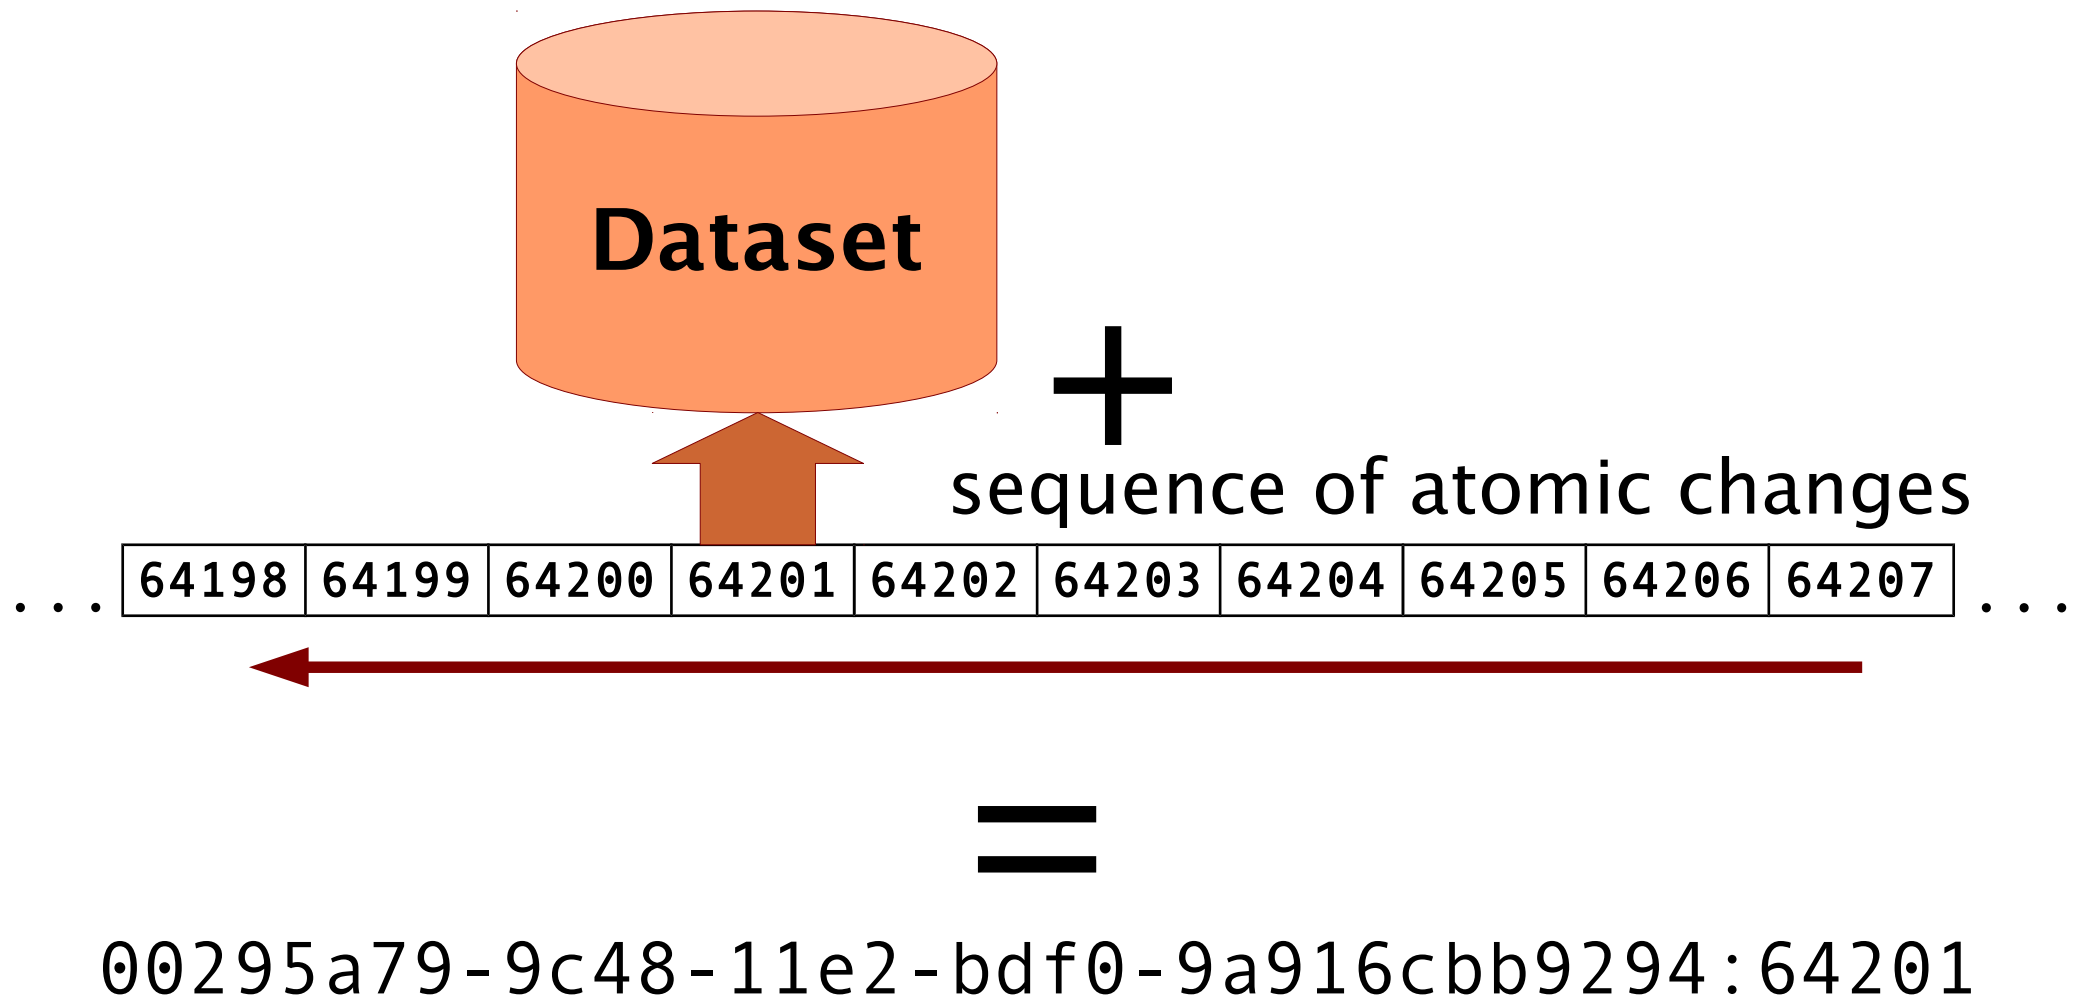 Dataset
+
sequence of atomic changes
... 64198 64199 64200 64201 64202 64203 64204 64205 64206 64207 ...
=
00295a79-9c48-11e2-bdf0-9a916cbb9294:64201